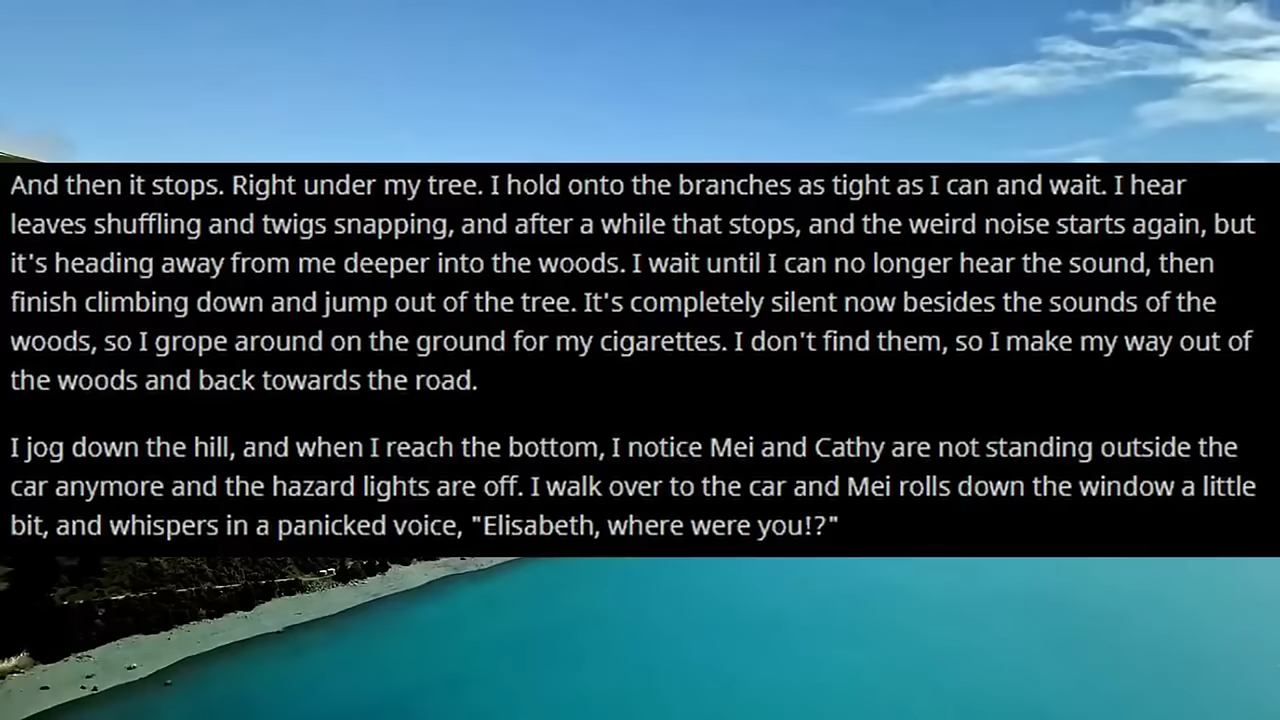 And then it stops. Right under my tree. I hold onto the branches as tight as I can and wait. I hear
leaves shuffling and twigs snapping, and after a while that stops, and the weird noise starts again, but
it's heading away from me deeper into the woods. I wait until I can no longer hear the sound, then
finish climbing down and jump out of the tree. It's completely silent now besides the sounds of the
woods, so I grope around on the ground for my cigarettes. I don't find them, so I make my way out of
the woods and back towards the road.
I jog down the hill, and when I reach the bottom, I notice Mei and Cathy are not standing outside the
car anymore and the hazard lights are off. I walk over to the car and Mei rolls down the window a little
bit, and whispers in a panicked voice, "Elisabeth, where were you!?"